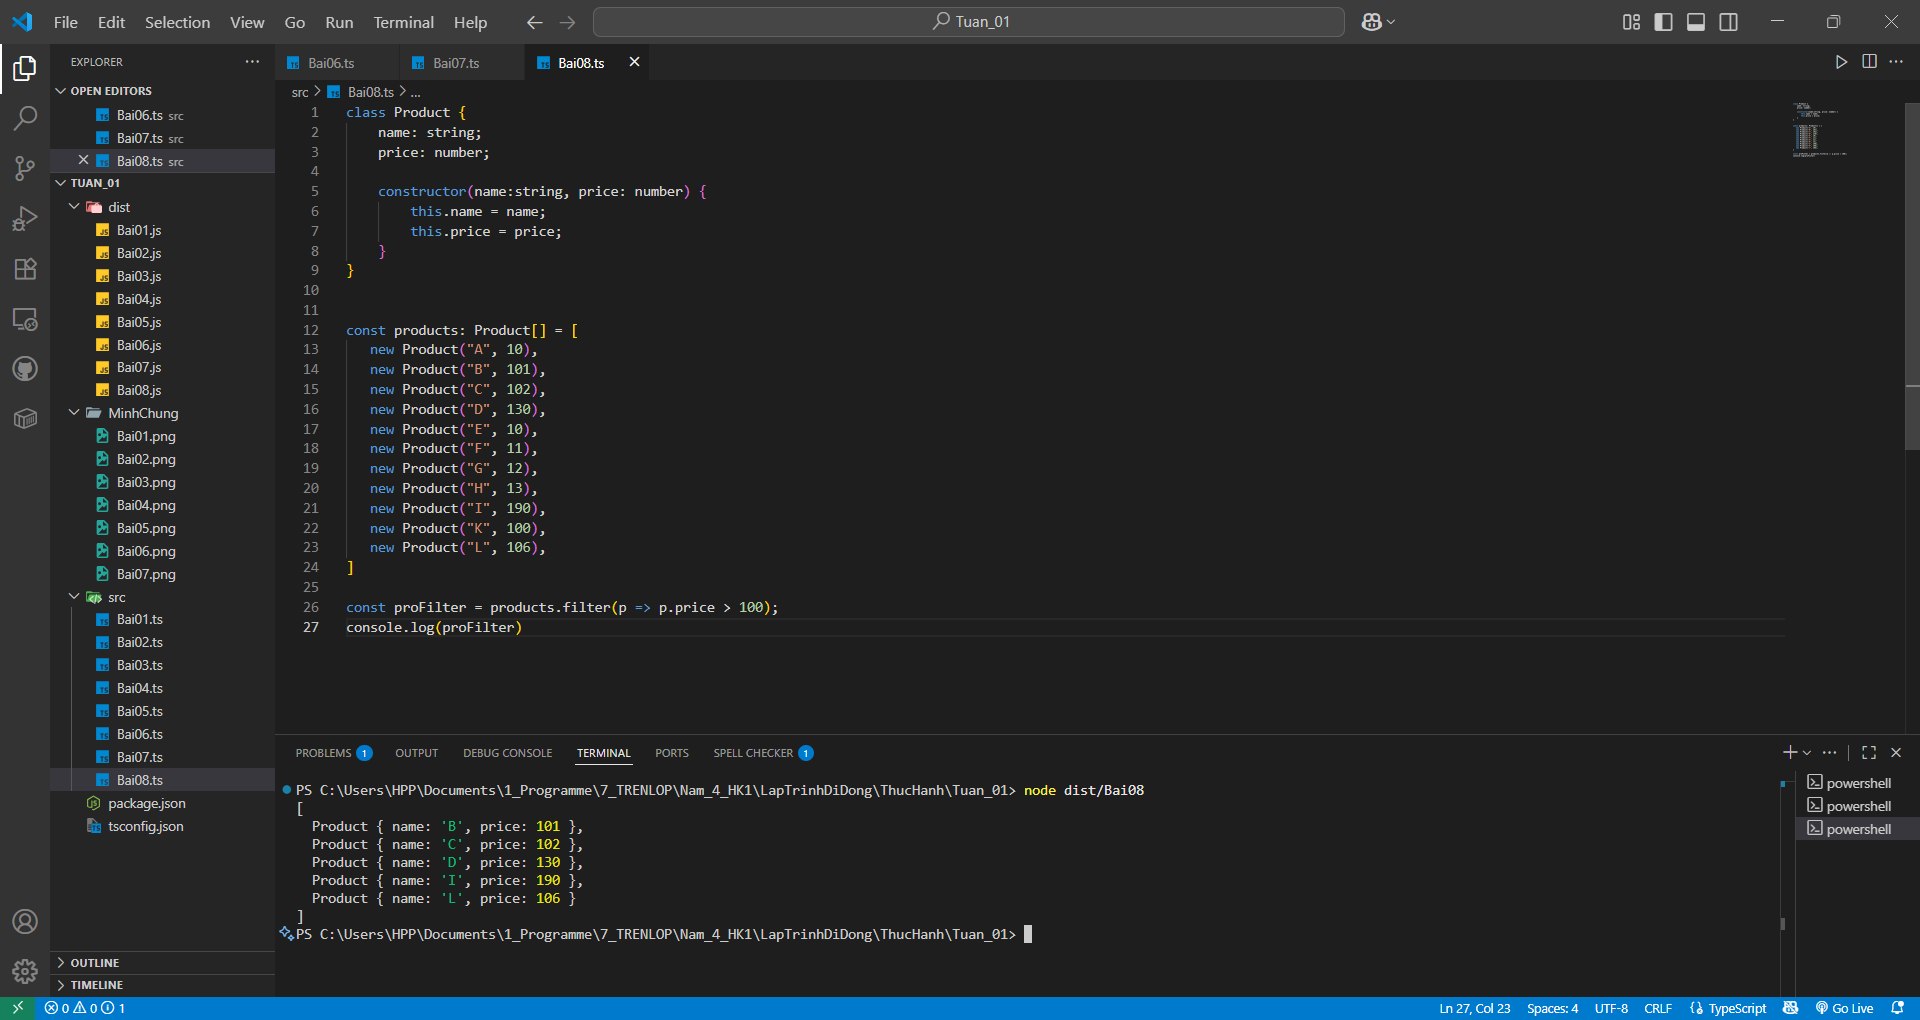 File Edit Selection View Go Run Terminal Help
Tuan_01
EXPLORER
OPEN EDITORS
Bai06.ts src
Bai07.ts src
Bai08.ts src
TUAN_01
dist
Bai01.js
Bai02.js
Bai03.js
Bai04.js
Bai05.js
Bai06.js
Bai07.js
Bai08.js
MinhChung
Bai01.png
Bai02.png
Bai03.png
Bai04.png
Bai05.png
Bai06.png
Bai07.png
src
Bai01.ts
Bai02.ts
Bai03.ts
Bai04.ts
Bai05.ts
Bai06.ts
Bai07.ts
Bai08.ts
package.json
tsconfig.json
OUTLINE
TIMELINE
Bai06.ts Bai07.ts Bai08.ts
src > Bai08.ts > ...
1 class Product {
2 name: string;
3 price: number;
4
5 constructor(name:string, price: number) {
6 this.name = name;
7 this.price = price;
8 }
9 }
10
11
12 const products: Product[] = [
13 new Product("A", 10),
14 new Product("B", 101),
15 new Product("C", 102),
16 new Product("D", 130),
17 new Product("E", 10),
18 new Product("F", 11),
19 new Product("G", 12),
20 new Product("H", 13),
21 new Product("I", 190),
22 new Product("K", 100),
23 new Product("L", 106),
24 ]
25
26 const proFilter = products.filter(p => p.price > 100);
27 console.log(proFilter)
PROBLEMS 1 OUTPUT DEBUG CONSOLE TERMINAL PORTS SPELL CHECKER 1
PS C:\Users\HPP\Documents\1_Programme\7_TRENLOP\Nam_4_HK1\LapTrinhDiDong\ThucHanh\Tuan_01> node dist/Bai08
[
Product { name: 'B', price: 101 },
Product { name: 'C', price: 102 },
Product { name: 'D', price: 130 },
Product { name: 'I', price: 190 },
Product { name: 'L', price: 106 }
]
PS C:\Users\HPP\Documents\1_Programme\7_TRENLOP\Nam_4_HK1\LapTrinhDiDong\ThucHanh\Tuan_01>
powershell
powershell
powershell
0 0 1 Ln 27, Col 23 Spaces: 4 UTF-8 CRLF {} TypeScript Go Live